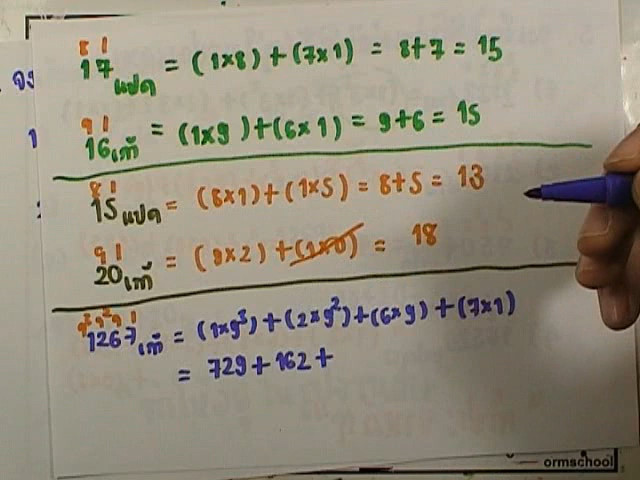 8 1
17แปด = (1×8) + (7×1) = 8+7 = 15
9 1
16เก้า = (1×9) + (6×1) = 9+6 = 15
8 1
15แปด = (8×1) + (1×5) = 8+5 = 13
9 1
20เก้า = (9×2) + (1×0) = 18
9³ 9² 9 1
1267เก้า = (1×9³) + (2×9²) + (6×9) + (7×1)
= 729 + 162 +
ormschool